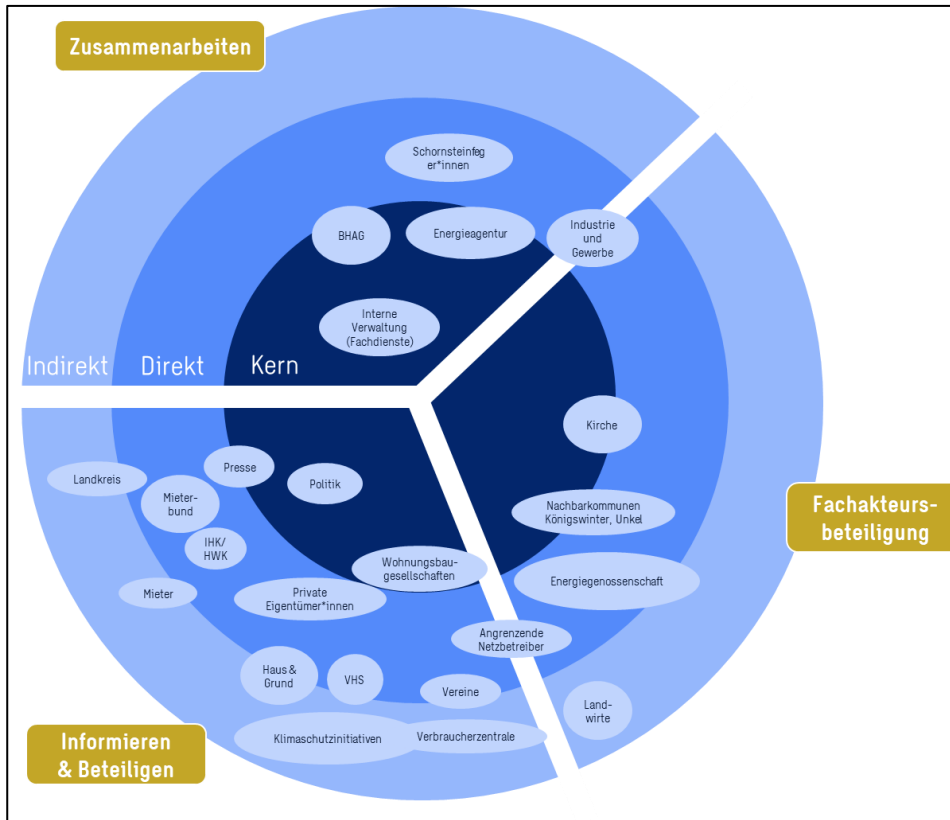 Zusammenarbeiten
Schornsteinfeg
er*innen
BHAG
Energieagentur
Industrie
und
Gewerbe
Interne
Verwaltung
(Fachdienste)
Indirekt
Direkt
Kern
Kirche
Presse
Politik
Landkreis
Mieter-
bund
IHK/
HWK
Nachbarkommunen
Königswinter, Unkel
Fachakteurs-
beteiligung
Wohnungsbau-
gesellschaften
Energiegenossenschaft
Mieter
Private
Eigentümer*innen
Angrenzende
Netzbetreiber
Haus &
Grund
VHS
Vereine
Land-
wirte
Informieren
& Beteiligen
Klimaschutzinitiativen
Verbraucherzentrale